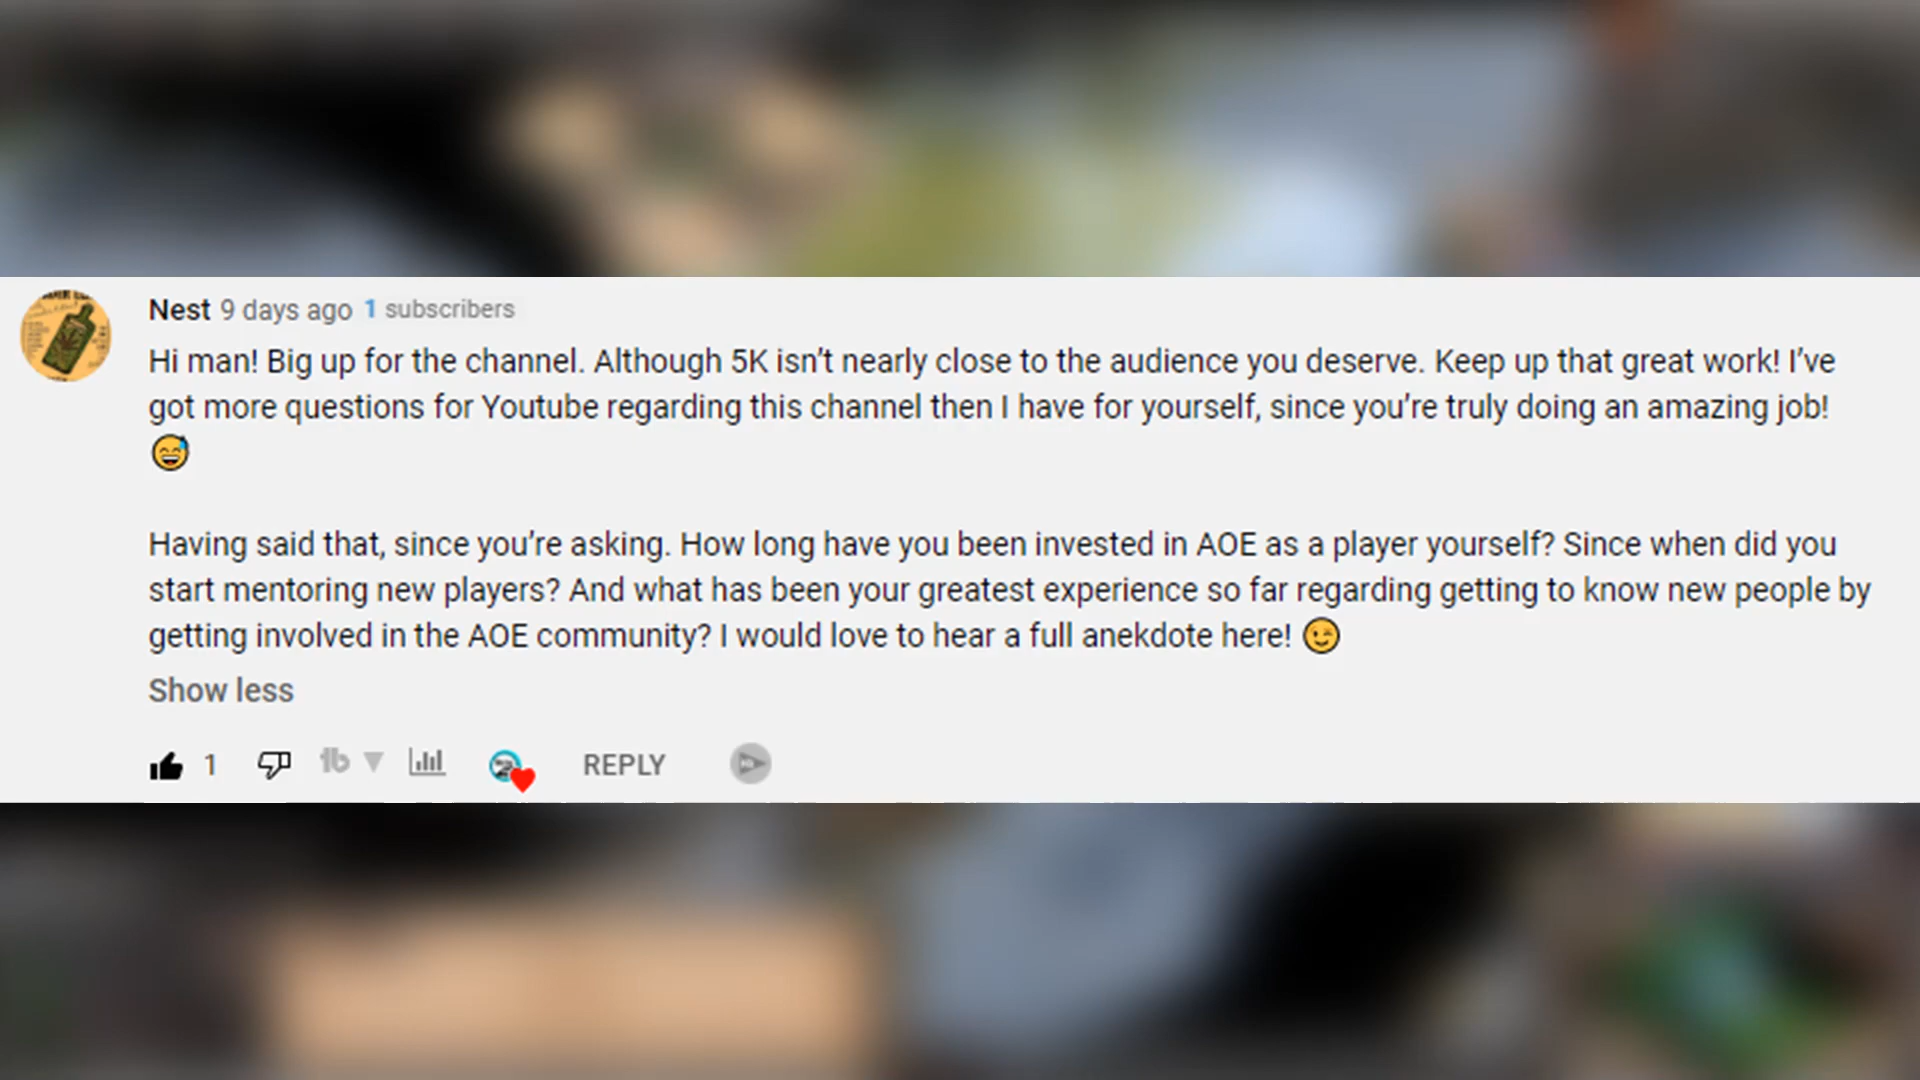 Nest 9 days ago 1 subscribers
Hi man! Big up for the channel. Although 5K isn’t nearly close to the audience you deserve. Keep up that great work! I’ve
got more questions for Youtube regarding this channel then I have for yourself, since you’re truly doing an amazing job!
😅
Having said that, since you’re asking. How long have you been invested in AOE as a player yourself? Since when did you
start mentoring new players? And what has been your greatest experience so far regarding getting to know new people by
getting involved in the AOE community? I would love to hear a full anekdote here! 😉
Show less
1 REPLY